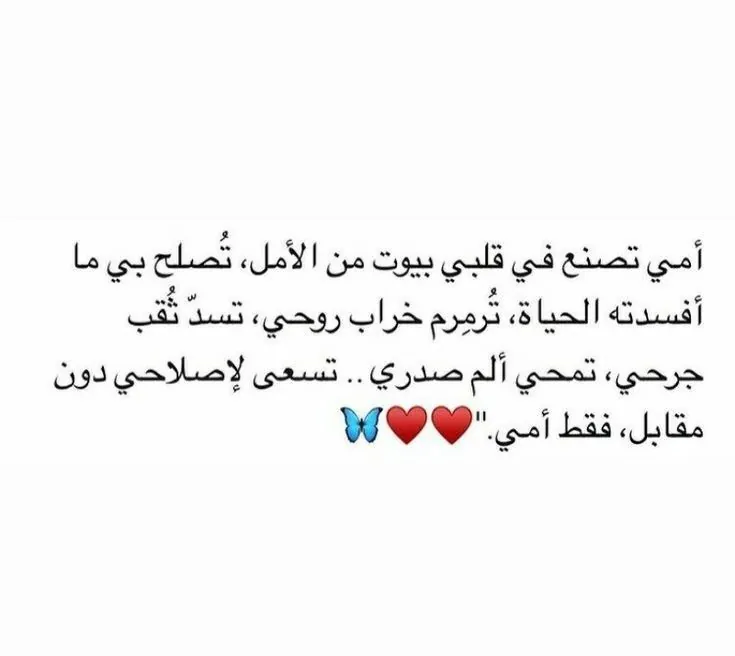 أمي تصنع في قلبي بيوت من الأمل، تُصلح بي ما
أفسدته الحياة، تُرمِرم خراب روحي، تسدّ ثُقب
جرحي، تمحي ألم صدري.. تسعى لإصلاحي دون
مقابل، فقط أمي."♥️♥️🦋